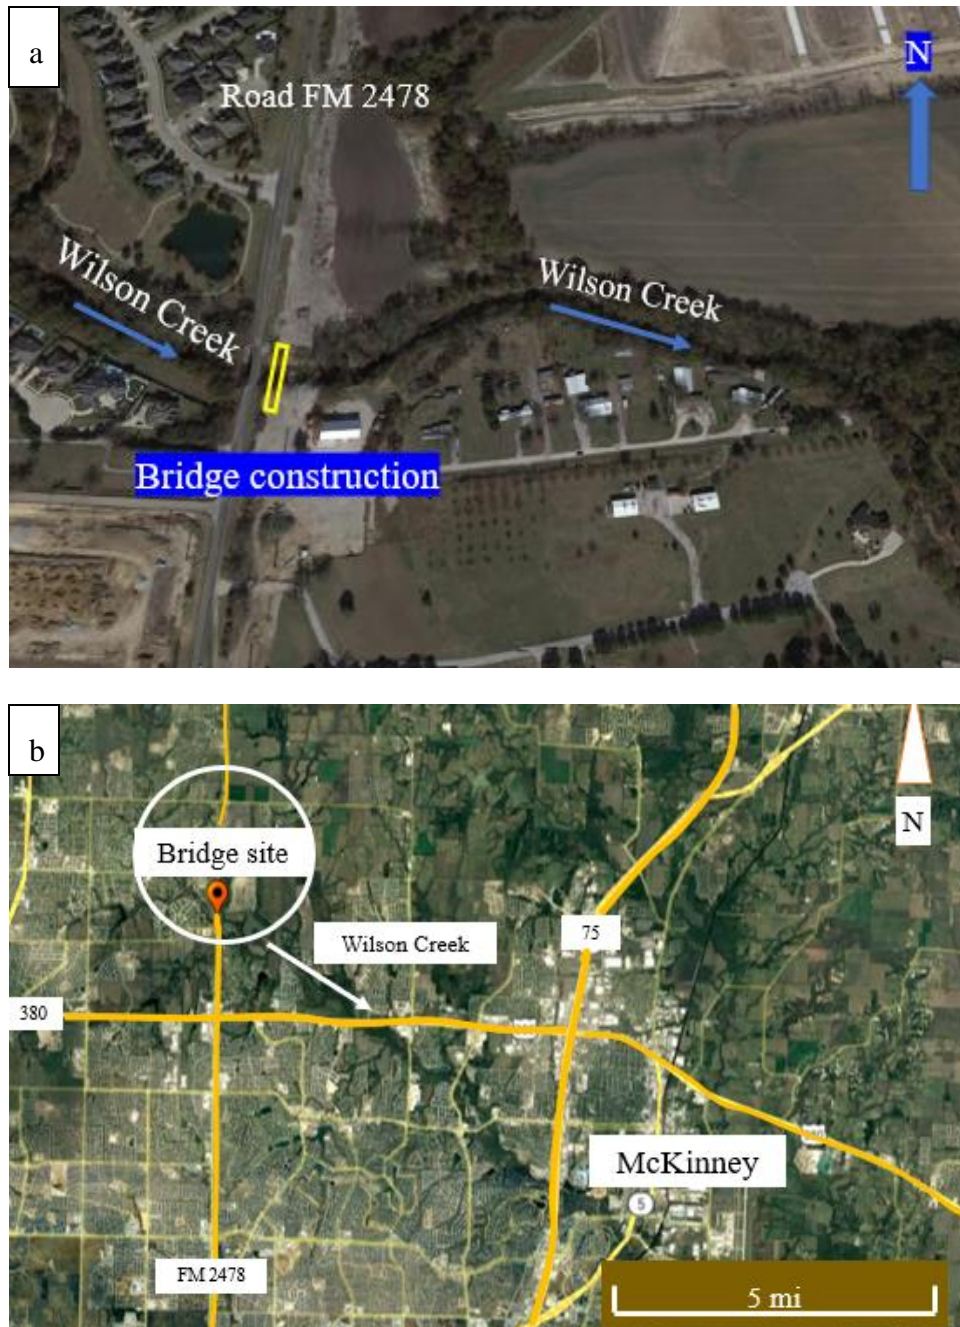 a
N
Road FM 2478
Wilson Creek
Wilson Creek
Bridge construction
b
N
Bridge site
75
Wilson Creek
380
McKinney
5
FM 2478
5 mi